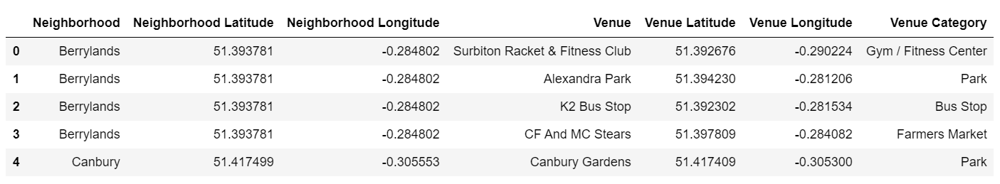 Neighborhood Neighborhood Latitude Neighborhood Longitude Venue Venue Latitude Venue Longitude Venue Category
0 Berrylands 51.393781 -0.284802 Surbiton Racket & Fitness Club 51.392676 -0.290224 Gym / Fitness Center
1 Berrylands 51.393781 -0.284802 Alexandra Park 51.394230 -0.281206 Park
2 Berrylands 51.393781 -0.284802 K2 Bus Stop 51.392302 -0.281534 Bus Stop
3 Berrylands 51.393781 -0.284802 CF And MC Stears 51.397809 -0.284082 Farmers Market
4 Canbury 51.417499 -0.305553 Canbury Gardens 51.417409 -0.305300 Park